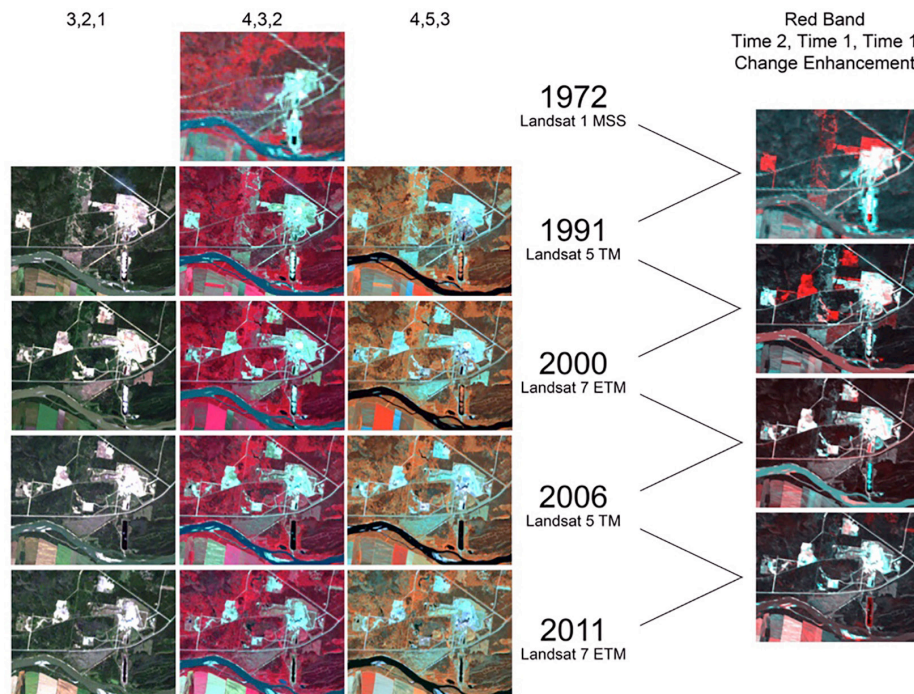 3,2,1
4,3,2
4,5,3
Red Band
Time 2, Time 1, Time 1
Change Enhancement
1972
Landsat 1 MSS
1991
Landsat 5 TM
2000
Landsat 7 ETM
2006
Landsat 5 TM
2011
Landsat 7 ETM